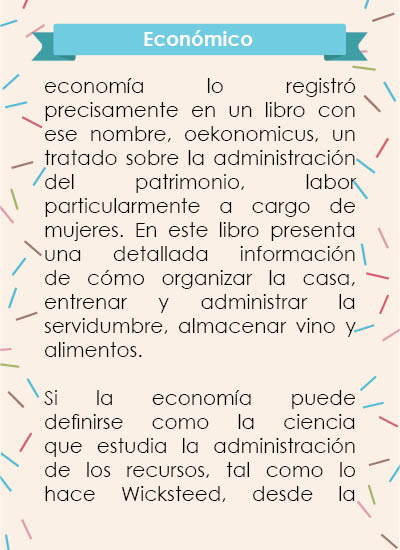 Económico
economía lo registró
precisamente en un libro con
ese nombre, oekonomicus, un
tratado sobre la administración
del patrimonio, labor
particularmente a cargo de
mujeres. En este libro presenta
una detallada información
de cómo organizar la casa,
entrenar y administrar la
servidumbre, almacenar vino y
alimentos.
Si la economía puede
definirse como la ciencia
que estudia la administración
de los recursos, tal como lo
hace Wicksteed, desde la